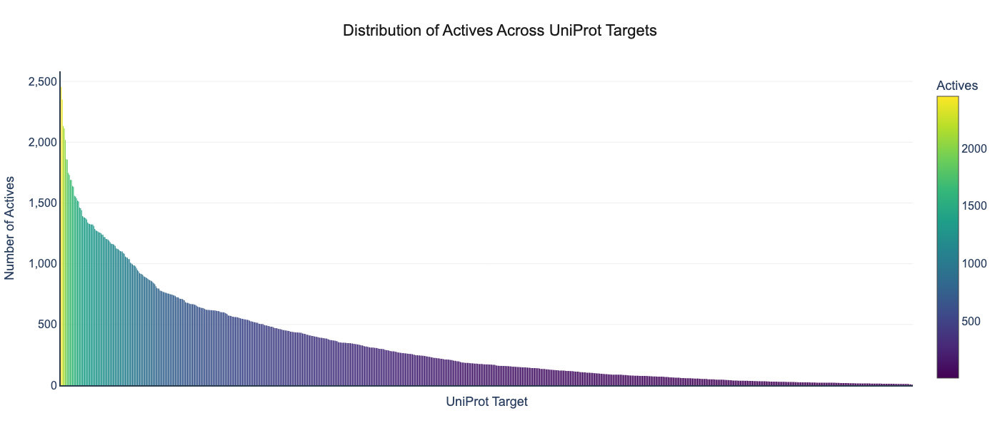 Distribution of Actives Across UniProt Targets
Number of Actives
2,500
2,000
1,500
1,000
500
0
UniProt Target
Actives
2000
1500
1000
500